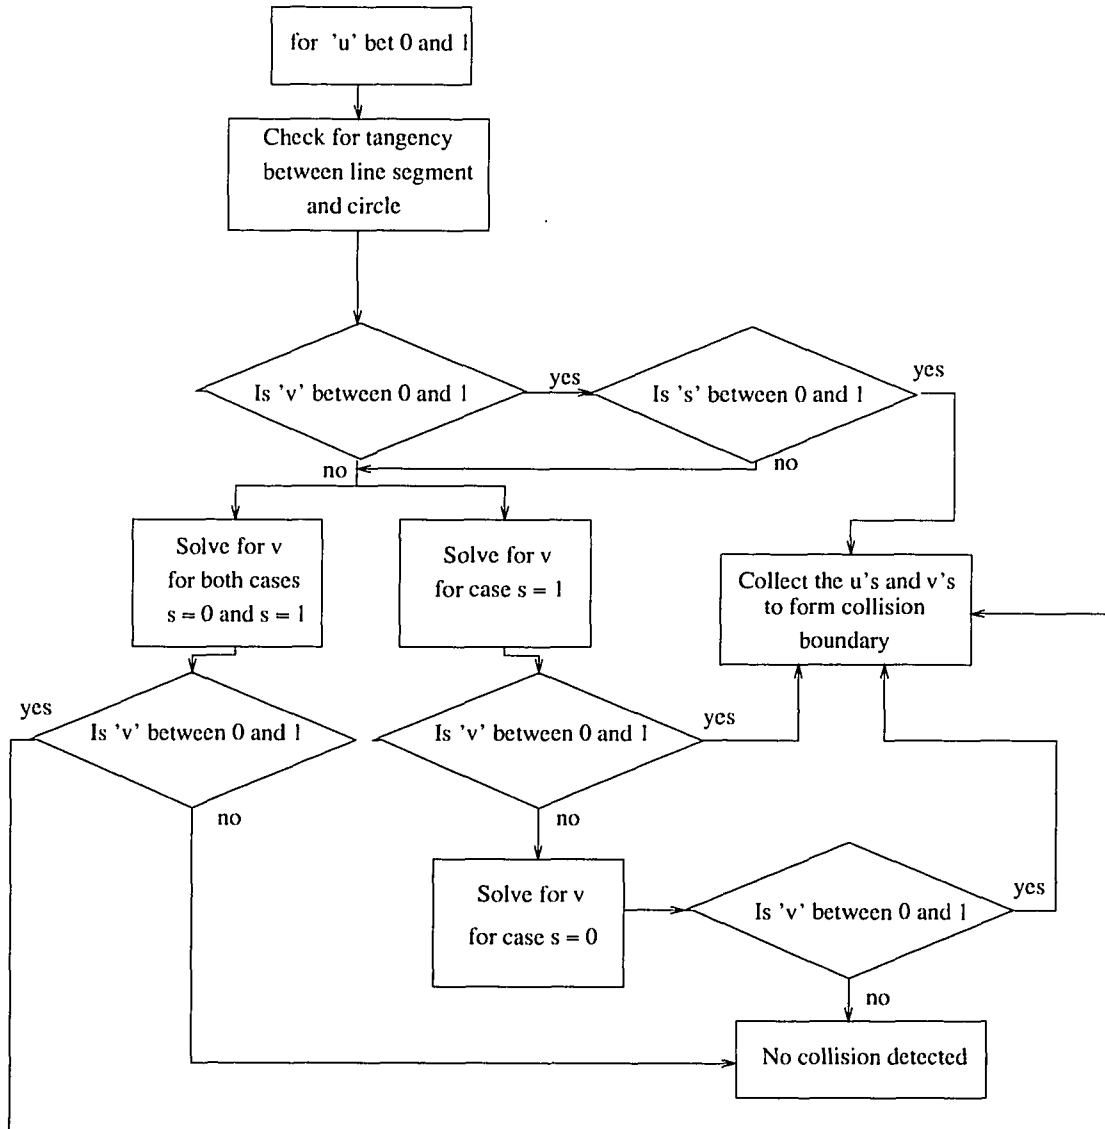 for 'u' bet 0 and 1
Check for tangency
between line segment
and circle
Is 'v' between 0 and 1
yes
Is 's' between 0 and 1
yes
no
no
Solve for v
for both cases
s = 0 and s = 1
Solve for v
for case s = 1
Collect the u's and v's
to form collision
boundary
yes
Is 'v' between 0 and 1
no
Is 'v' between 0 and 1
yes
no
Solve for v
for case s = 0
Is 'v' between 0 and 1
yes
no
No collision detected